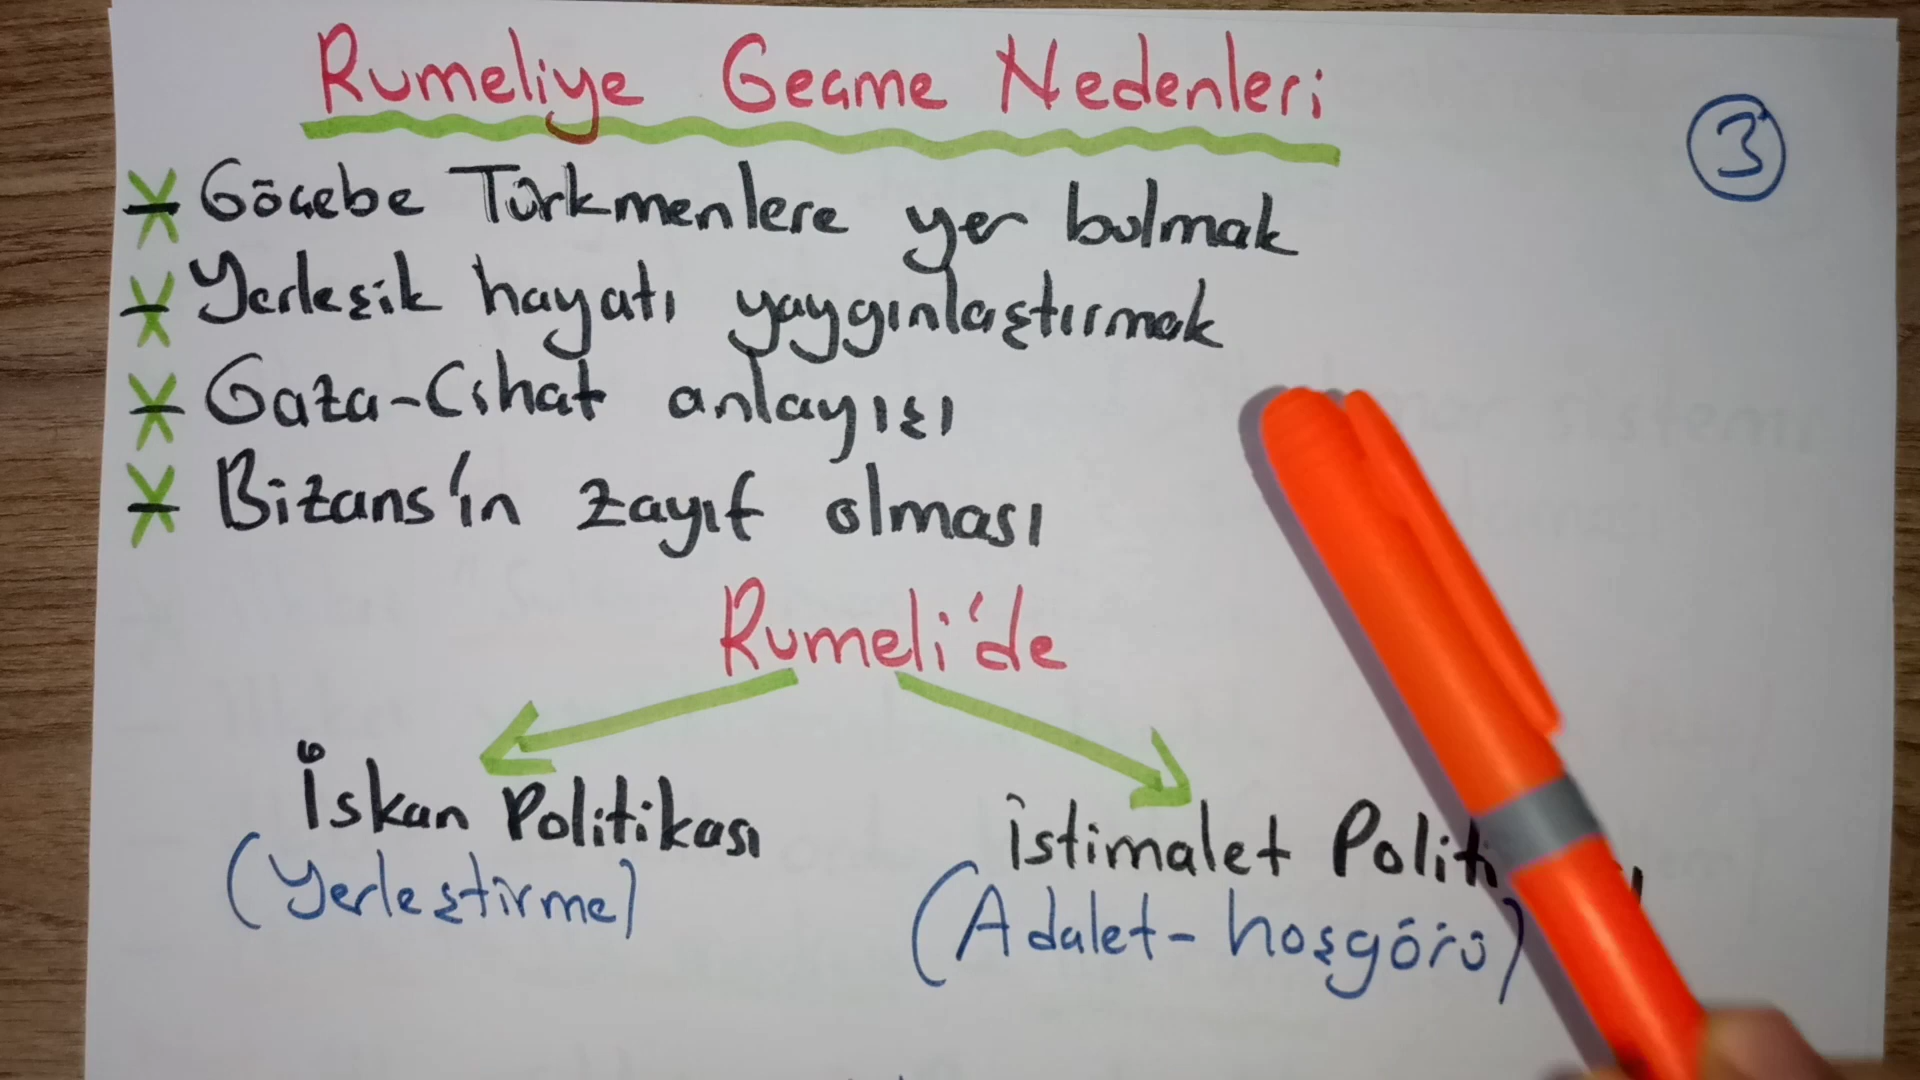 Rumeliye Geçme Nedenleri
3
Göçebe Türkmenlere yer bulmak
Yerleşik hayatı yaygınlaştırmak
Gaza-Cihat anlayışı
Bizans'ın zayıf olması
Rumeli'de
İskan Politikası
(Yerleştirme)
İstimalet
(Adalet-hoşgörü)